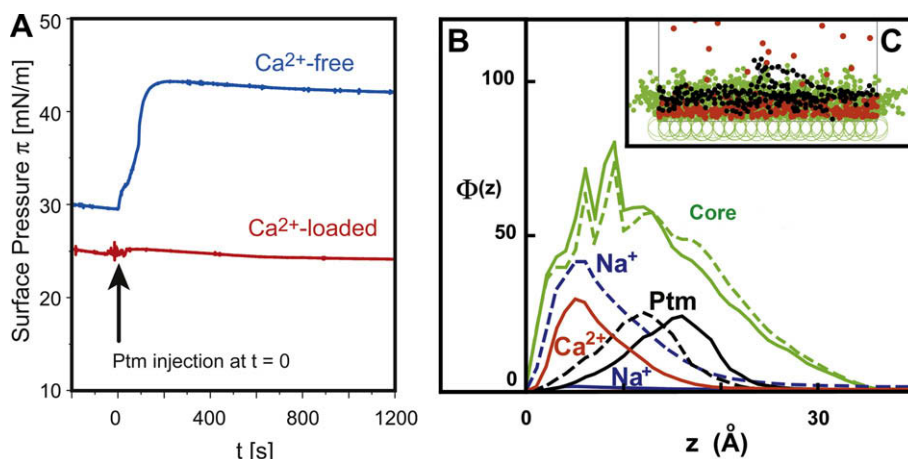 A
50
40
30
20
10
Surface Pressure π [mN/m]
Ca²⁺-free
Ca²⁺-loaded
Ptm injection at t = 0
0 400 800 1200
t [s]
B
C
100
50
0
Φ(z)
Core
Na⁺
Ptm
Ca²⁺
Na⁺
0 30
z (Å)